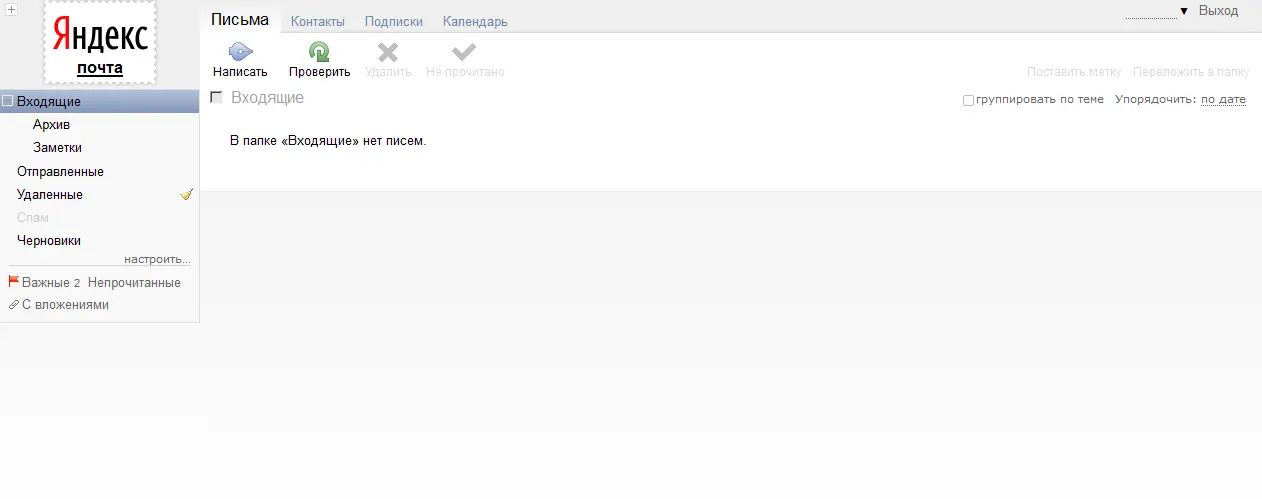 Яндекс
почта
Письма Контакты Подписки Календарь
Выход
Написать Проверить Удалить Не прочитано
Поставить метку Переложить в папку
Входящие
группировать по теме Упорядочить: по дате
В папке «Входящие» нет писем.
Входящие
Архив
Заметки
Отправленные
Удаленные
Спам
Черновики
настроить...
Важные 2 Непрочитанные
С вложениями